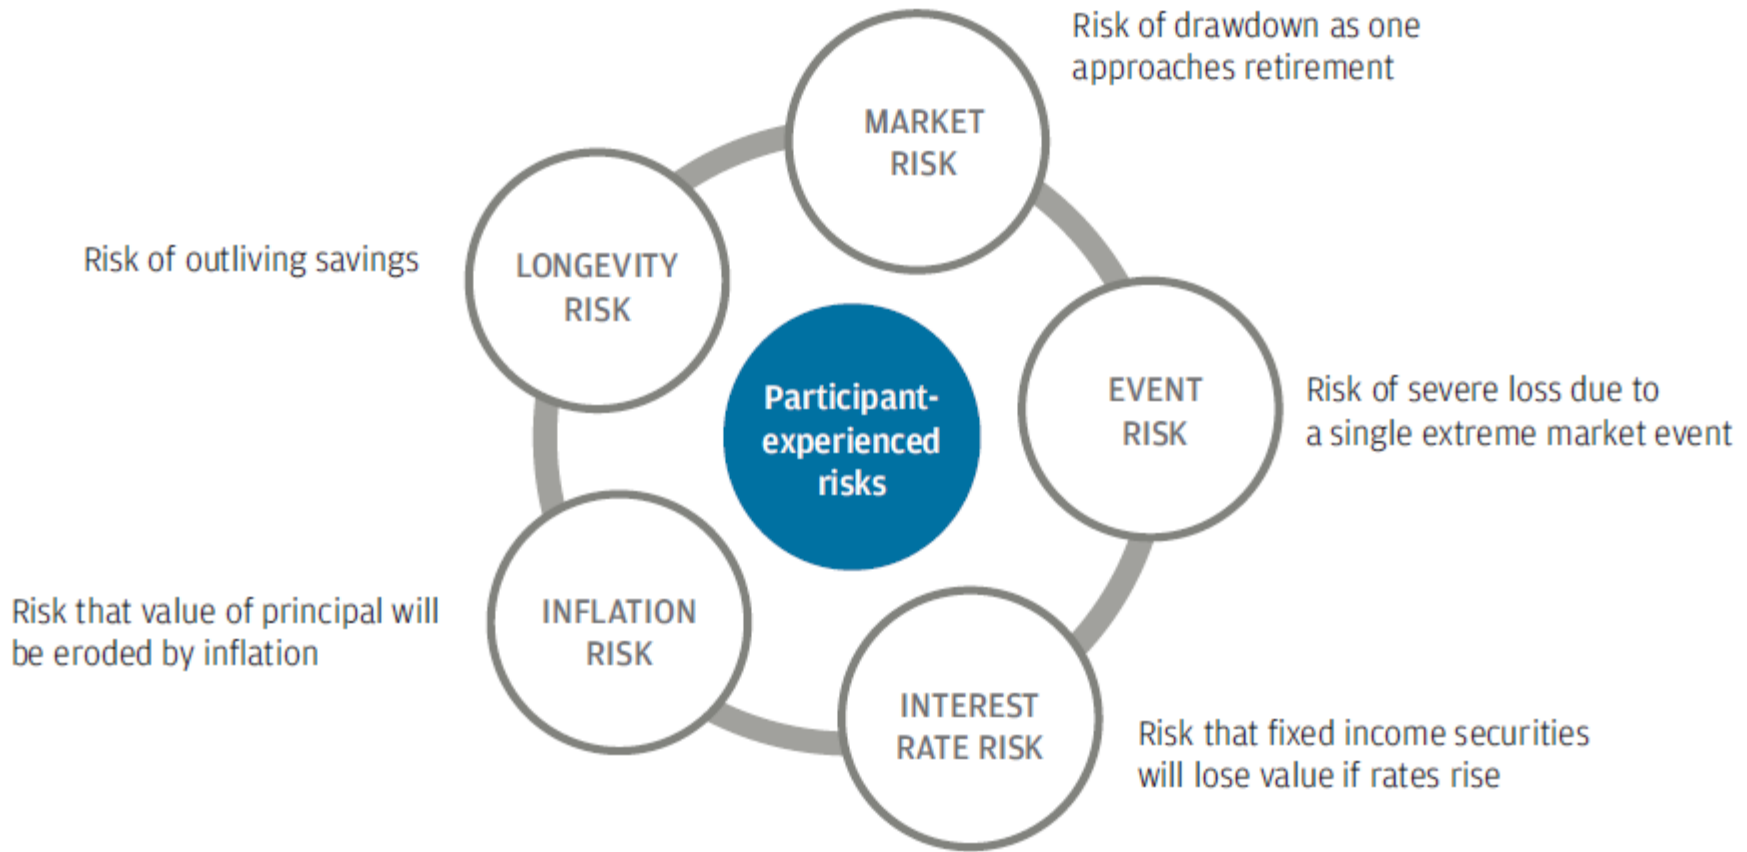 Risk of drawdown as one
approaches retirement
MARKET
RISK
Risk of outliving savings
LONGEVITY
RISK
Participant-
experienced
risks
EVENT
RISK
Risk of severe loss due to
a single extreme market event
Risk that value of principal will
be eroded by inflation
INFLATION
RISK
INTEREST
RATE RISK
Risk that fixed income securities
will lose value if rates rise